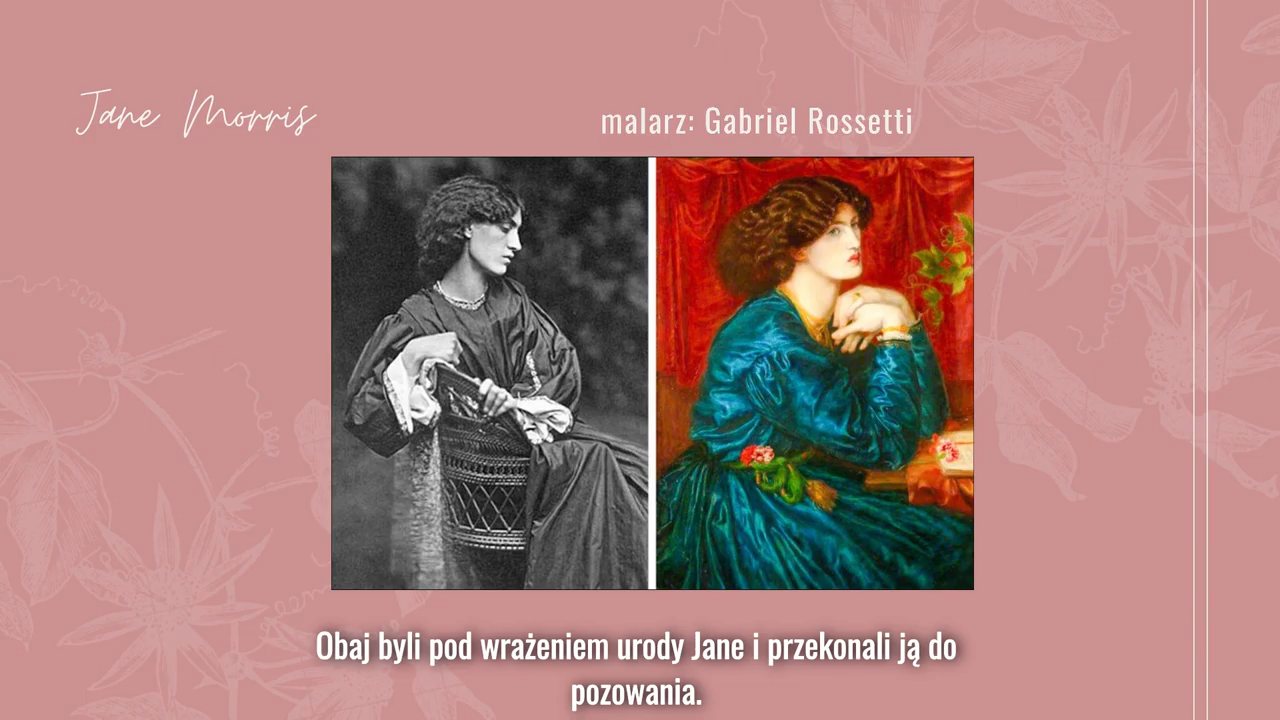 Jane Morris
malarz: Gabriel Rossetti
Obaj byli pod wrażeniem urody Jane i przekonali ją do
pozowania.